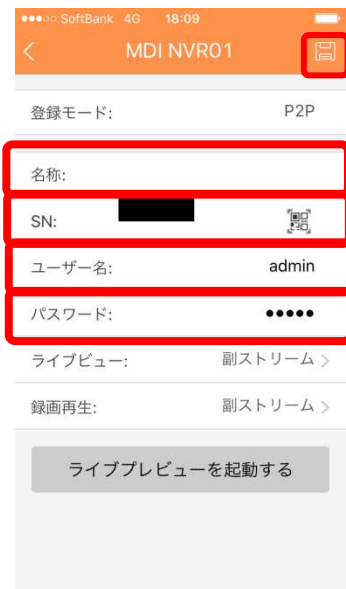 ●●●○○ SoftBank 4G 18:09
MDI NVR01
登録モード: P2P
名称:
SN:
ユーザー名: admin
パスワード: ●●●●●
ライブビュー: 副ストリーム
録画再生: 副ストリーム
ライブプレビューを起動する